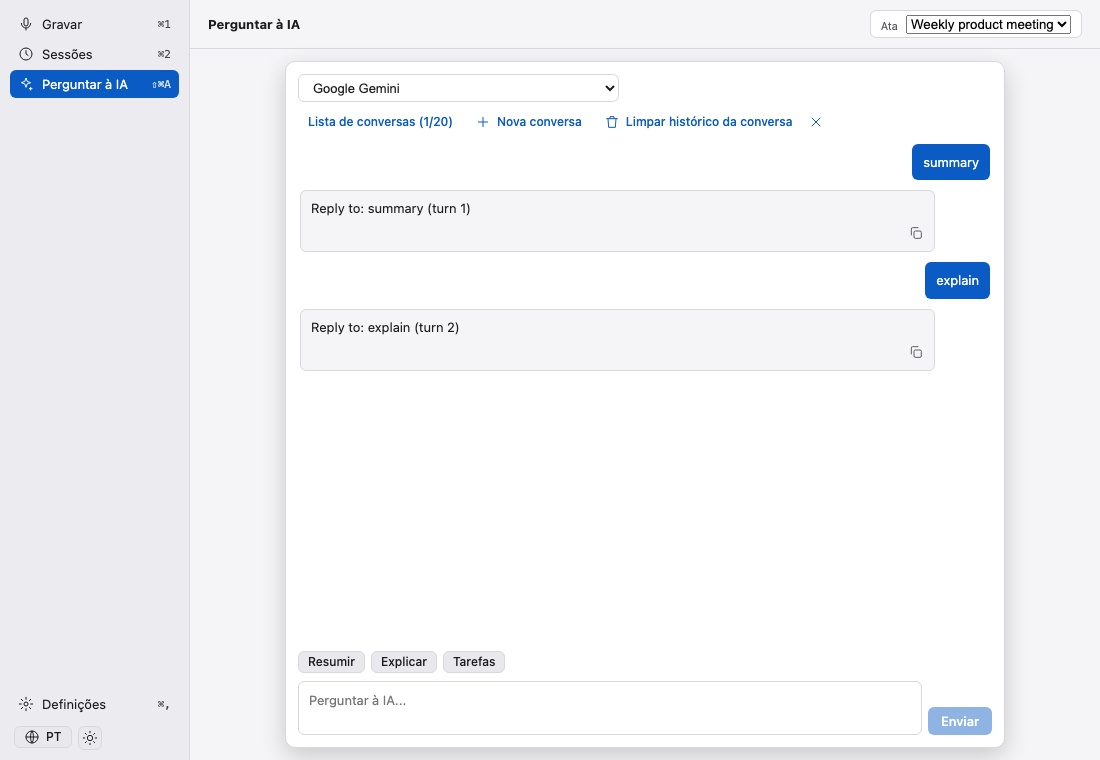 Gravar ⌘1
Sessões ⌘2
Perguntar à IA ⇧⌘A
Definições ⌘,
PT
Perguntar à IA
Ata Weekly product meeting
Google Gemini
Lista de conversas (1/20) Nova conversa Limpar histórico da conversa
summary
Reply to: summary (turn 1)
explain
Reply to: explain (turn 2)
Resumir Explicar Tarefas
Perguntar à IA...
Enviar